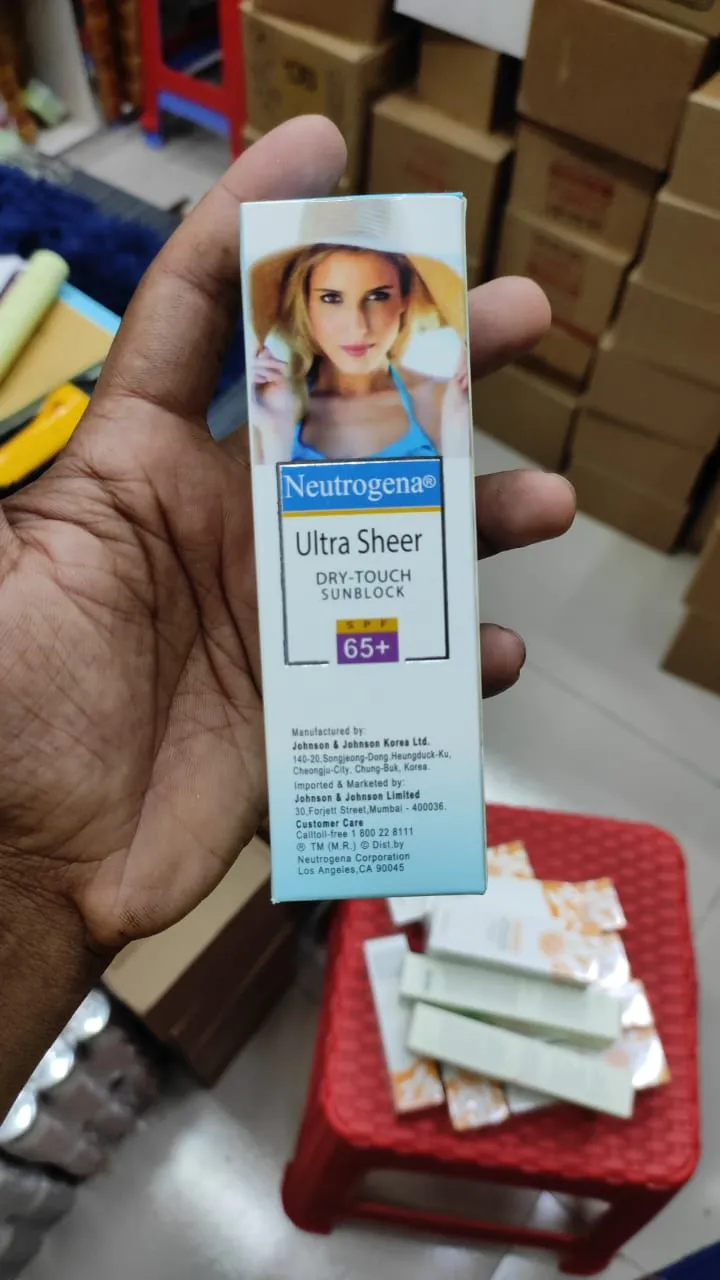 Neutrogena®
Ultra Sheer
DRY-TOUCH
SUNBLOCK
SPF
65+
Manufactured by:
Johnson & Johnson Korea Ltd.
140-20,Songjeong-Dong,Heungduck-Ku,
Cheongju-City, Chung-Buk, Korea.
Imported & Marketed by:
Johnson & Johnson Limited
30,Forjett Street,Mumbai - 400036.
Customer Care
Calltoll-free 1 800 22 8111
® TM (M.R.) © Dist.by
Neutrogena Corporation
Los Angeles,CA 90045